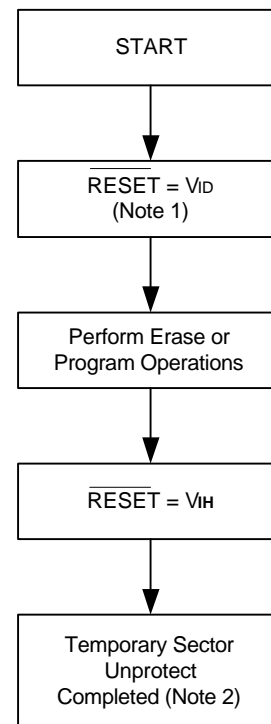 START
RESET = VID
(Note 1)
Perform Erase or
Program Operations
RESET = VIH
Temporary Sector
Unprotect
Completed (Note 2)